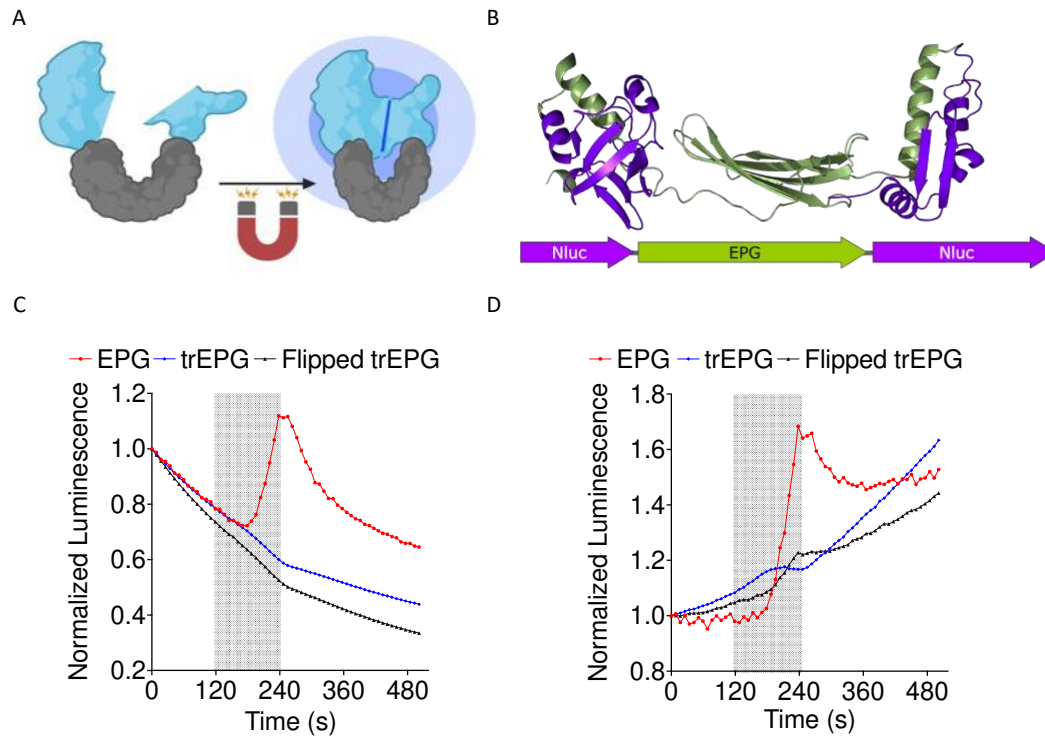 A
B
Nluc
EPG
Nluc
C
D
EPG trEPG Flipped trEPG
Normalized Luminescence
1.2
1.0
0.8
0.6
0.4
0.2
0 120 240 360 480
Time (s)
EPG trEPG Flipped trEPG
Normalized Luminescence
1.8
1.6
1.4
1.2
1.0
0.8
0 120 240 360 480
Time (s)